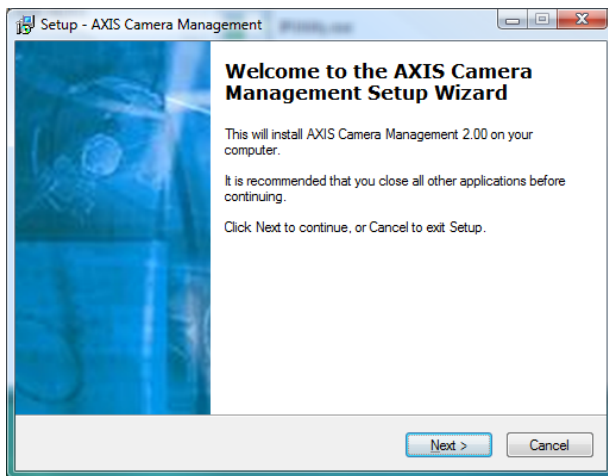 Setup - AXIS Camera Management
Welcome to the AXIS Camera
Management Setup Wizard
This will install AXIS Camera Management 2.00 on your
computer.
It is recommended that you close all other applications before
continuing.
Click Next to continue, or Cancel to exit Setup.
Next >
Cancel